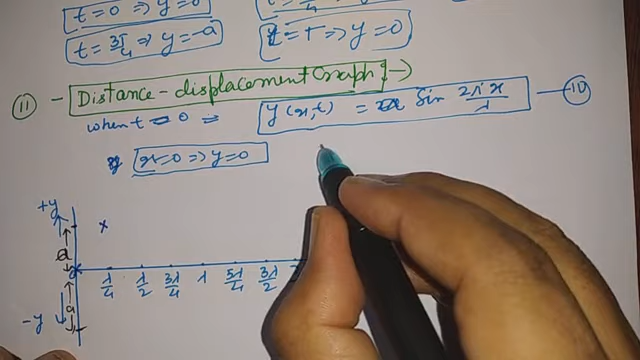 t=0 ⇒ y=0
t= 3T/4 ⇒ y=-a
t=T ⇒ y=0
(11) - Distance-displacement Graph →
when t = 0 ⇒ y(x,t) = a Sin 2πx/λ — (10)
x=0 ⇒ y=0
+y
a
a
-y
λ/4 λ/2 3λ/4 λ 5λ/4 3λ/2